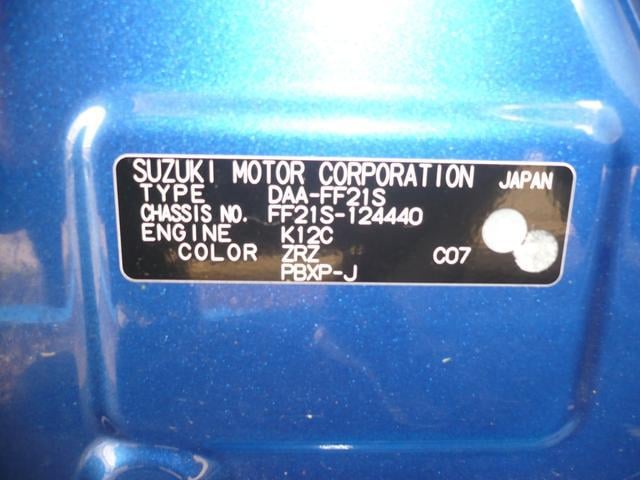 SUZUKI MOTOR CORPORATION JAPAN
TYPE DAA-FF21S
CHASSIS NO. FF21S-124440
ENGINE K12C
COLOR ZRZ C07
PBXP-J